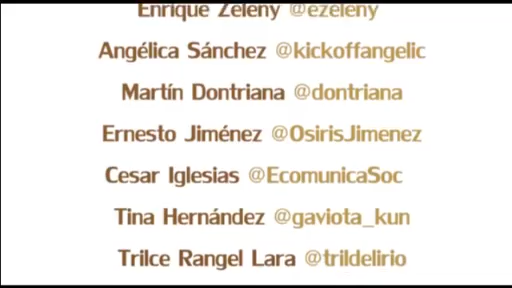 Enrique Zeleny @ezeleny
Angélica Sánchez @kickoffangelic
Martín Dontriana @dontriana
Ernesto Jiménez @OsirisJimenez
Cesar Iglesias @EcomunicaSoc
Tina Hernández @gaviota_kun
Trilce Rangel Lara @trildelirio